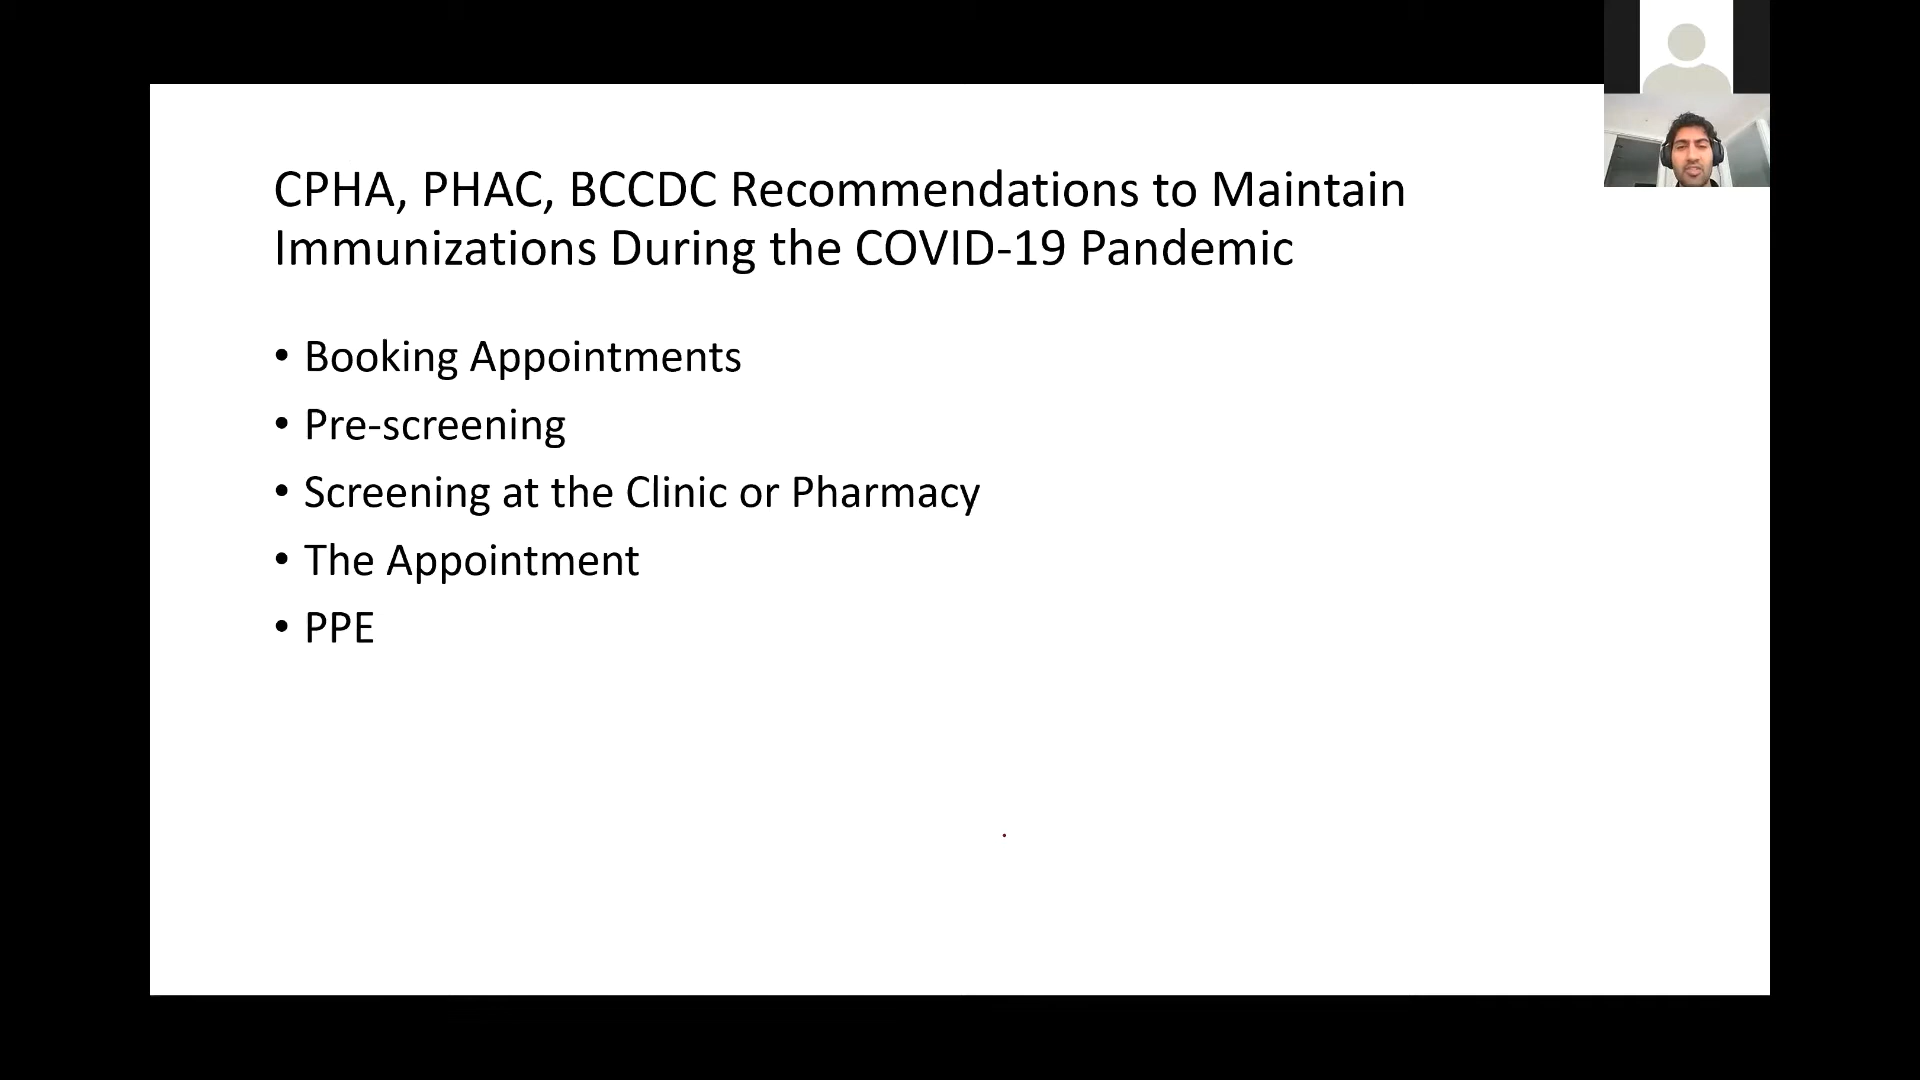 CPHA, PHAC, BCCDC Recommendations to Maintain
Immunizations During the COVID-19 Pandemic
• Booking Appointments
• Pre-screening
• Screening at the Clinic or Pharmacy
• The Appointment
• PPE